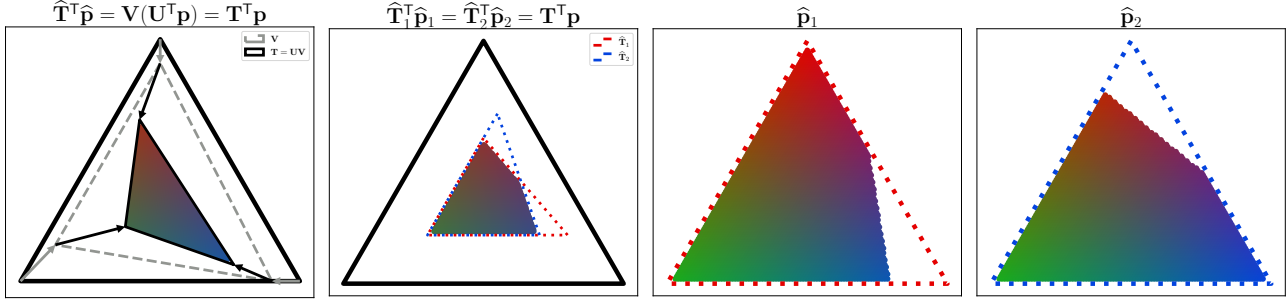 T̂ᵀp̂ = V(Uᵀp) = Tᵀp
V
T = UV
T̂₁ᵀp̂₁ = T̂₂ᵀp̂₂ = Tᵀp
T̂₁
T̂₂
p̂₁
p̂₂